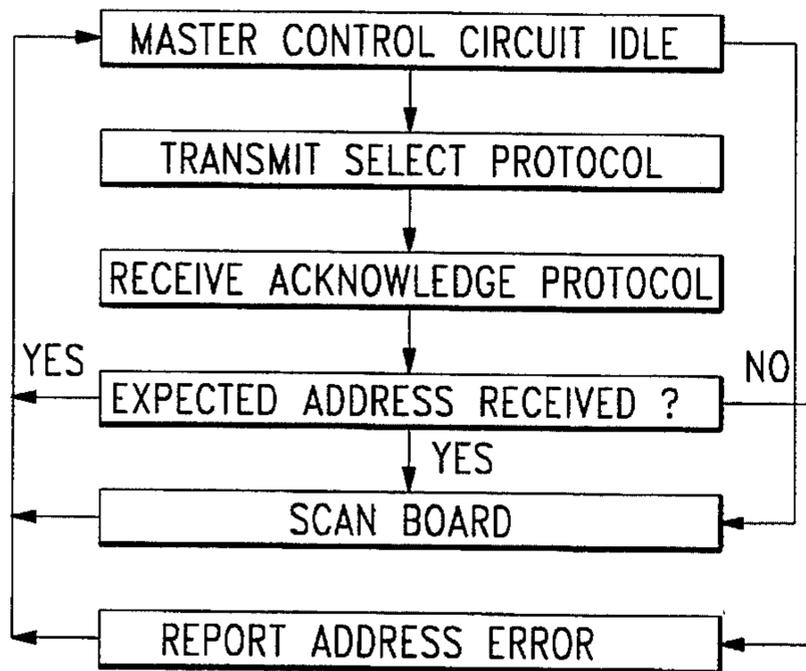 MASTER CONTROL CIRCUIT IDLE
TRANSMIT SELECT PROTOCOL
RECEIVE ACKNOWLEDGE PROTOCOL
YES
NO
EXPECTED ADDRESS RECEIVED ?
YES
SCAN BOARD
REPORT ADDRESS ERROR